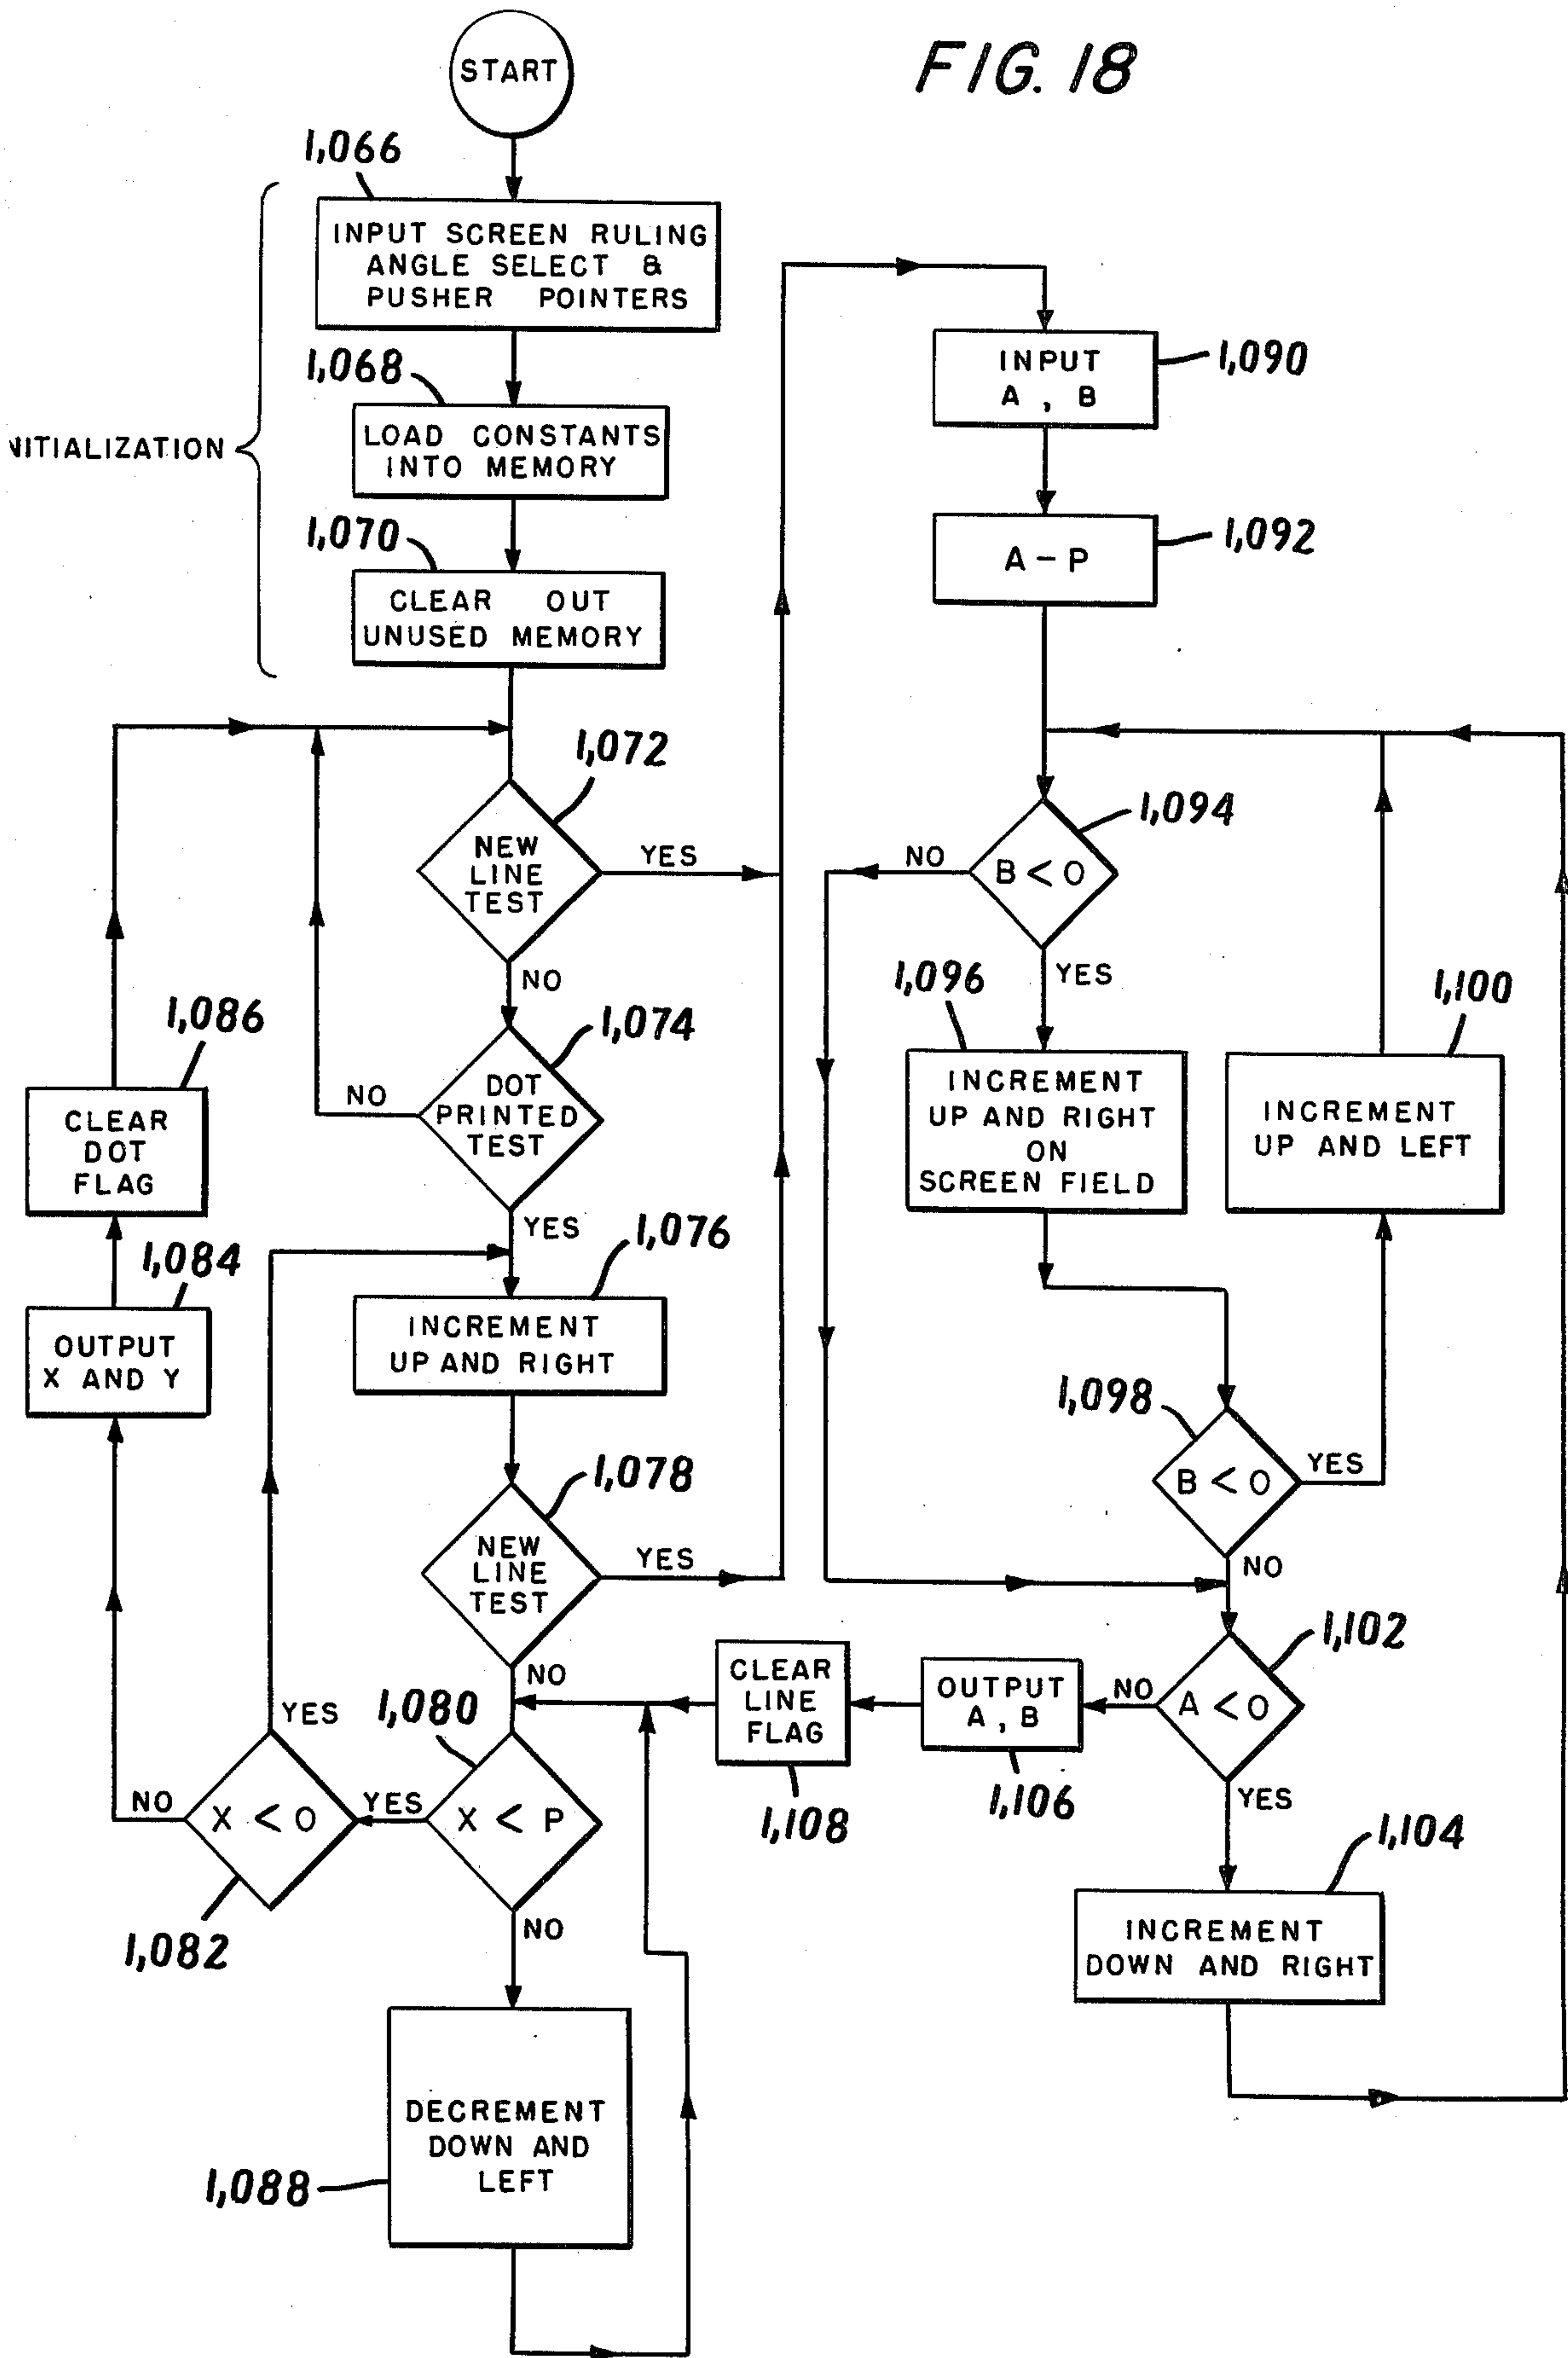 FIG. 18
START
1,066
INPUT SCREEN RULING
ANGLE SELECT &
PUSHER POINTERS
1,068
LOAD CONSTANTS
INTO MEMORY
NITIALIZATION
1,070
CLEAR OUT
UNUSED MEMORY
1,072
NEW
LINE
TEST
YES
NO
1,074
DOT
PRINTED
TEST
NO
YES
1,086
CLEAR
DOT
FLAG
1,084
OUTPUT
X AND Y
1,076
INCREMENT
UP AND RIGHT
1,078
NEW
LINE
TEST
YES
NO
1,080
X < P
YES
NO
X < 0
YES
NO
1,082
DECREMENT
DOWN AND
LEFT
1,088
INPUT
A , B
1,090
A - P
1,092
1,094
B < 0
NO
YES
1,096
INCREMENT
UP AND RIGHT
ON
SCREEN FIELD
1,100
INCREMENT
UP AND LEFT
1,098
B < 0
YES
NO
1,102
A < 0
NO
YES
OUTPUT
A , B
1,106
CLEAR
LINE
FLAG
1,108
1,104
INCREMENT
DOWN AND RIGHT